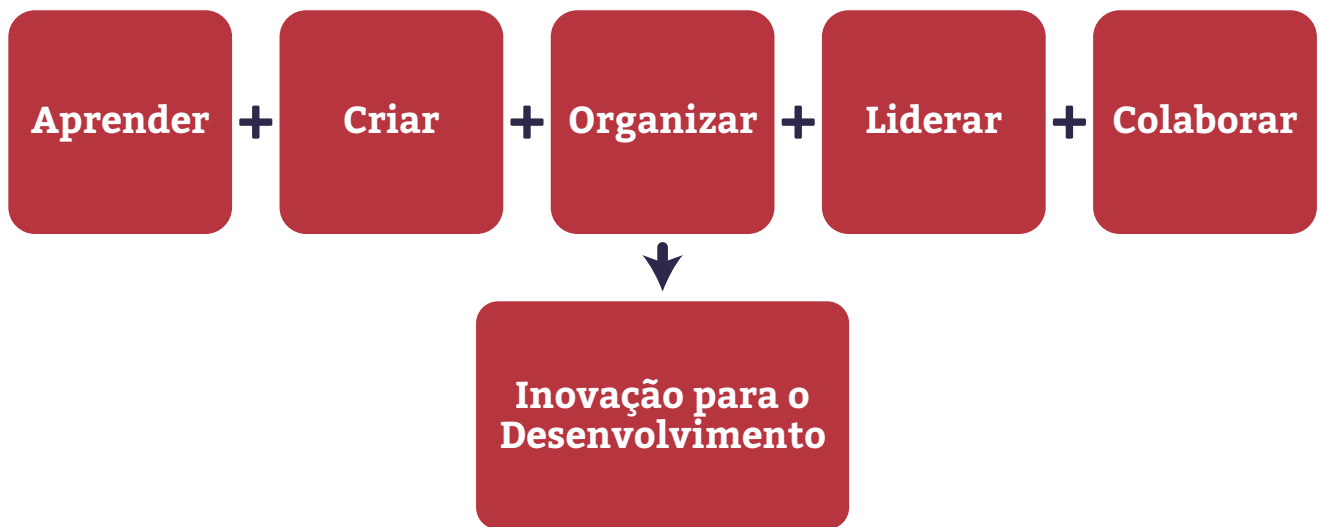 Aprender + Criar + Organizar + Liderar + Colaborar
Inovação para o
Desenvolvimento